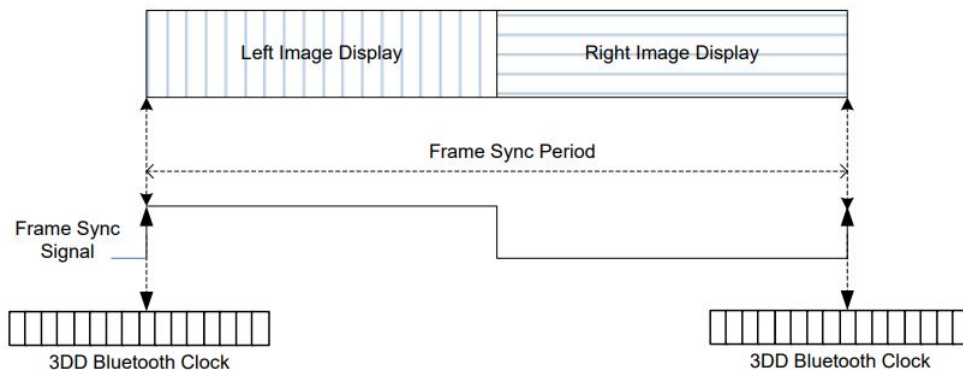 Left Image Display
Right Image Display
Frame Sync Period
Frame Sync
Signal
3DD Bluetooth Clock
3DD Bluetooth Clock